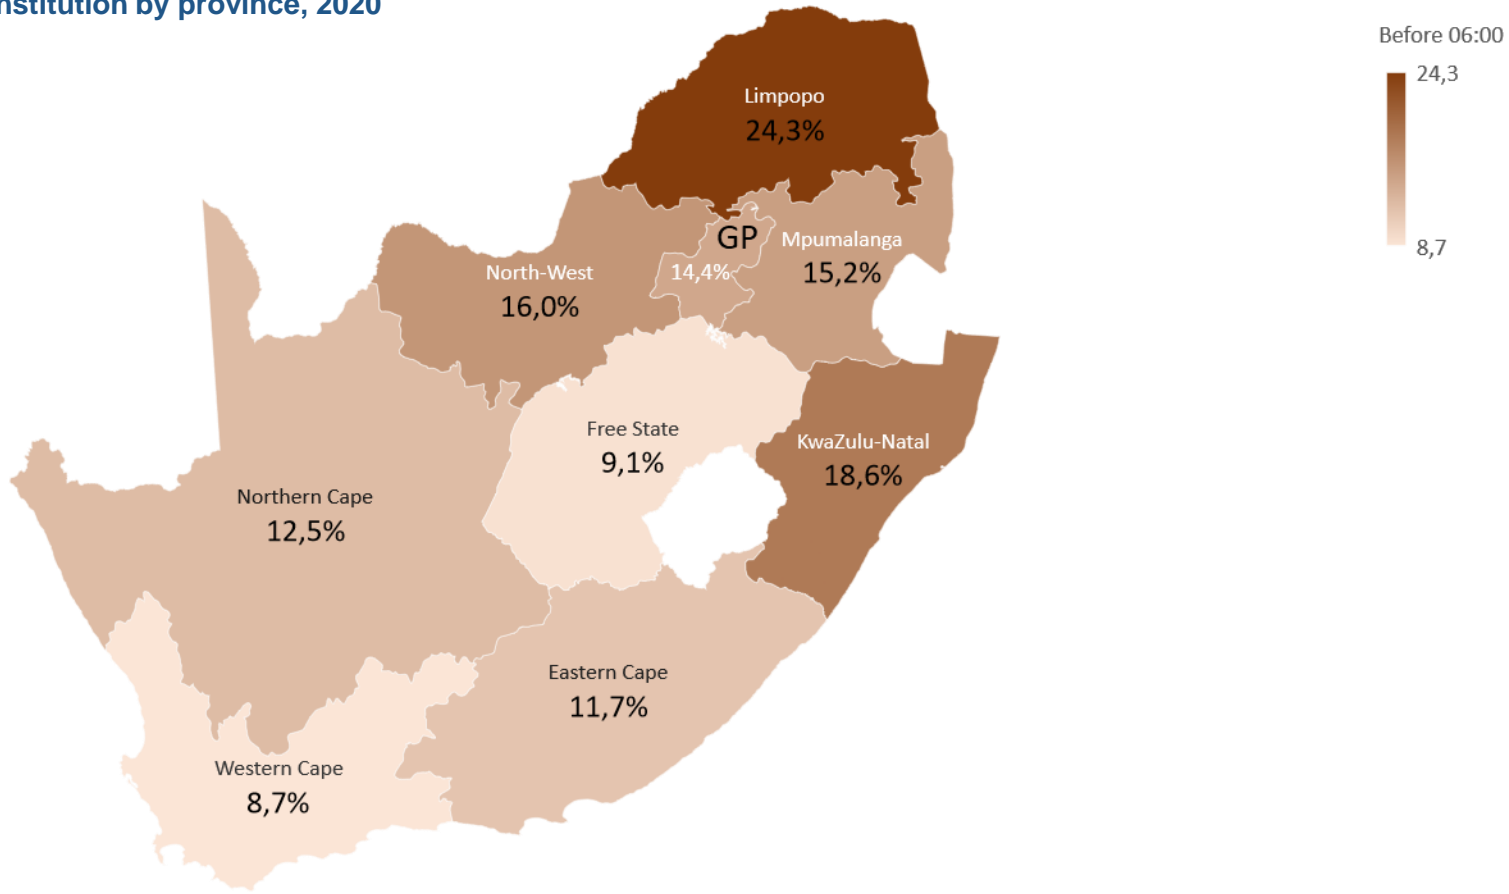 nstitution by province, 2020
Before 06:00
24,3
8,7
Limpopo
24,3%
GP
14,4%
Mpumalanga
15,2%
North-West
16,0%
Free State
9,1%
KwaZulu-Natal
18,6%
Northern Cape
12,5%
Eastern Cape
11,7%
Western Cape
8,7%